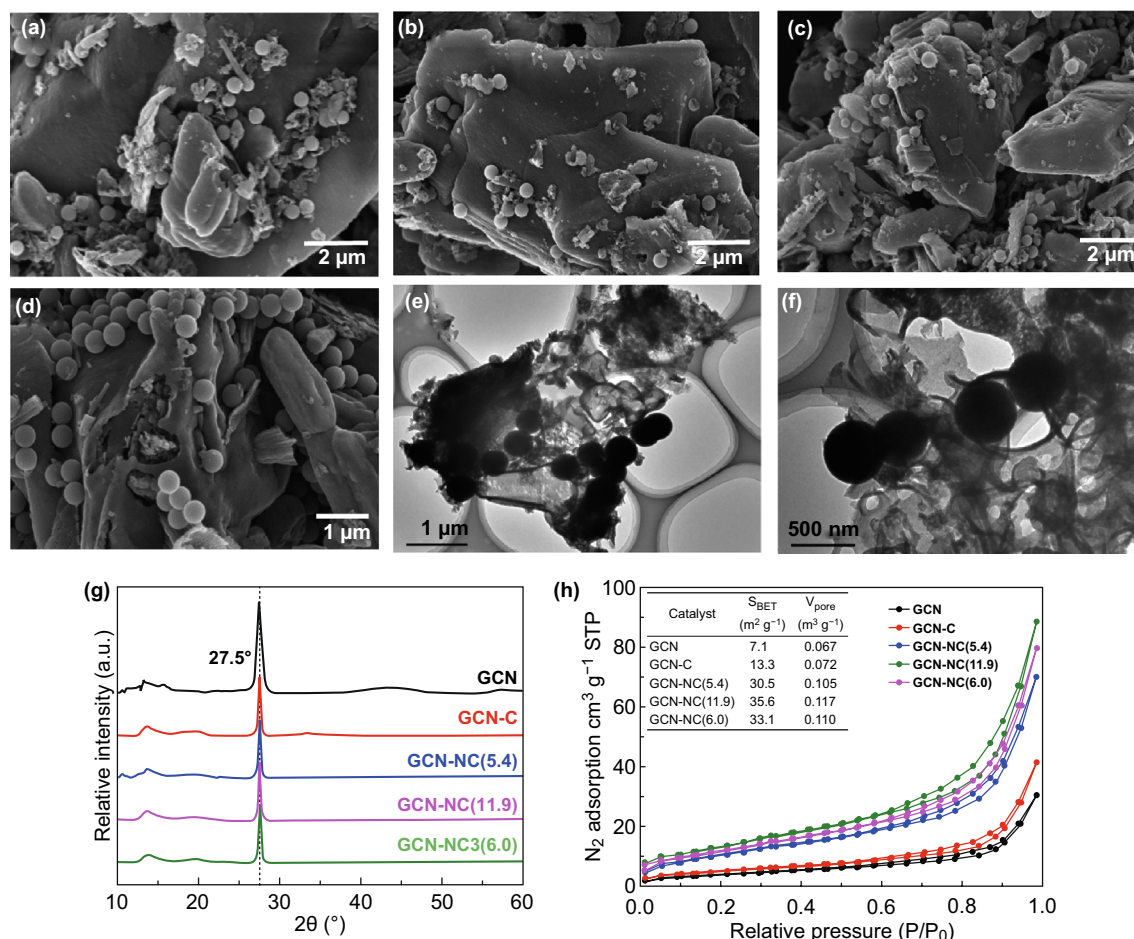 (a)
2 µm
(b)
2 µm
(c)
2 µm
(d)
1 µm
(e)
1 µm
(f)
500 nm
(g)
Relative intensity (a.u.)
27.5°
GCN
GCN-C
GCN-NC(5.4)
GCN-NC(11.9)
GCN-NC3(6.0)
10 20 30 40 50 60
2θ (°)
(h)
N₂ adsorption cm³ g⁻¹ STP
100
80
60
40
20
0
Catalyst S_BET V_pore
(m² g⁻¹) (m³ g⁻¹)
GCN 7.1 0.067
GCN-C 13.3 0.072
GCN-NC(5.4) 30.5 0.105
GCN-NC(11.9) 35.6 0.117
GCN-NC(6.0) 33.1 0.110
GCN
GCN-C
GCN-NC(5.4)
GCN-NC(11.9)
GCN-NC(6.0)
0.0 0.2 0.4 0.6 0.8 1.0
Relative pressure (P/P₀)